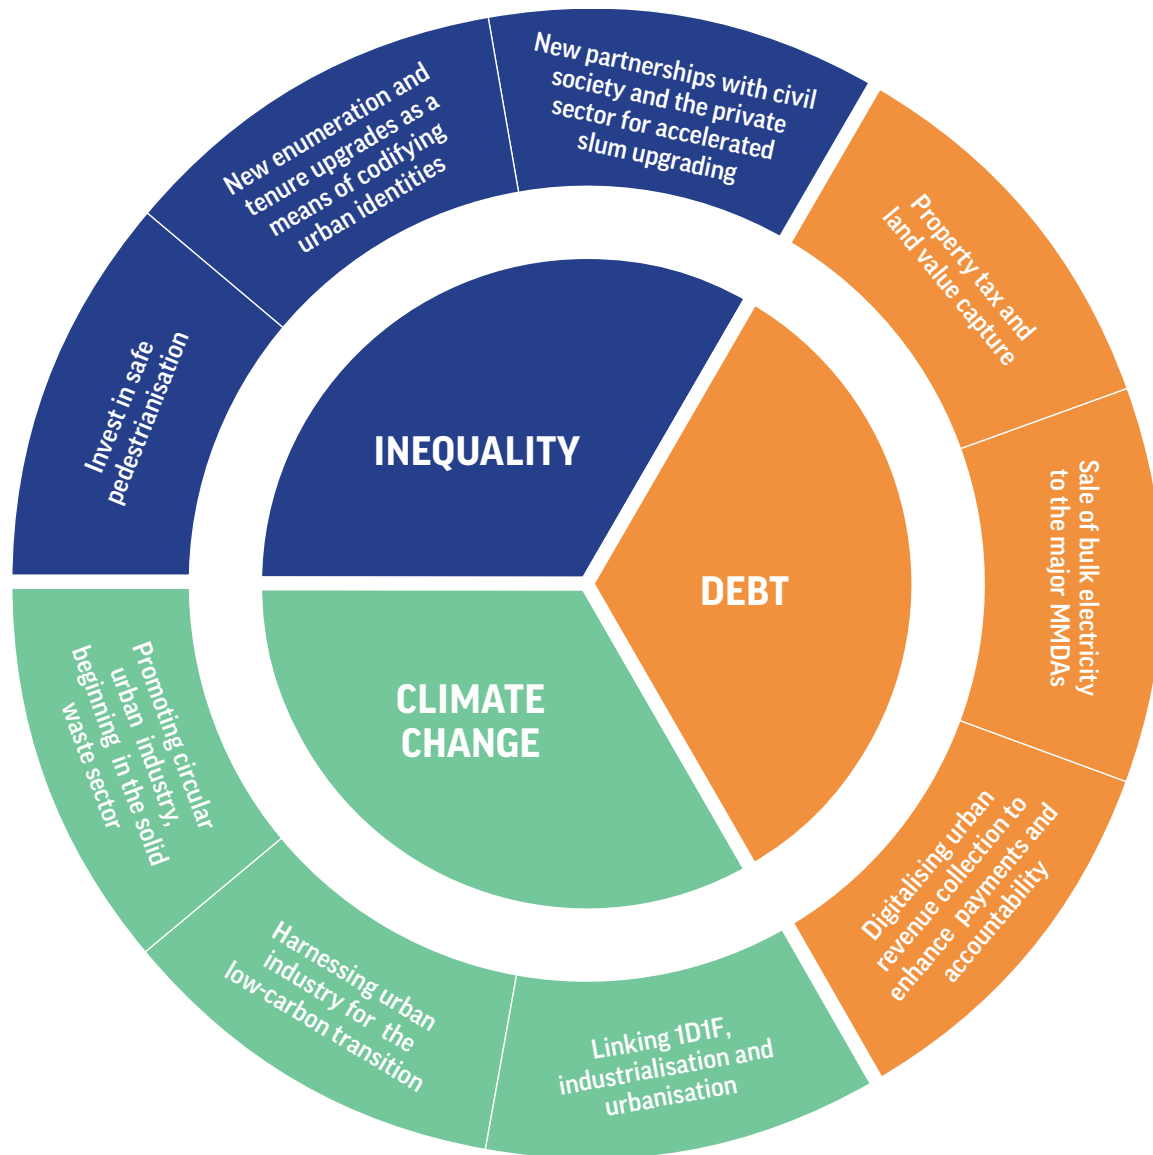 New partnerships with civil
society and the private
sector for accelerated
slum upgrading
New enumeration and
tenure upgrades as a
means of codifying
urban identities
Invest in safe
pedestrianisation
INEQUALITY
Property tax and
land value capture
Sale of bulk electricity
to the major MMDAs
Digitalising urban
revenue collection to
enhance payments and
accountability
DEBT
CLIMATE
CHANGE
Promoting circular
urban industry,
beginning in the solid
waste sector
Harnessing urban
industry for the
low-carbon transition
Linking 1D1F,
industrialisation and
urbanisation